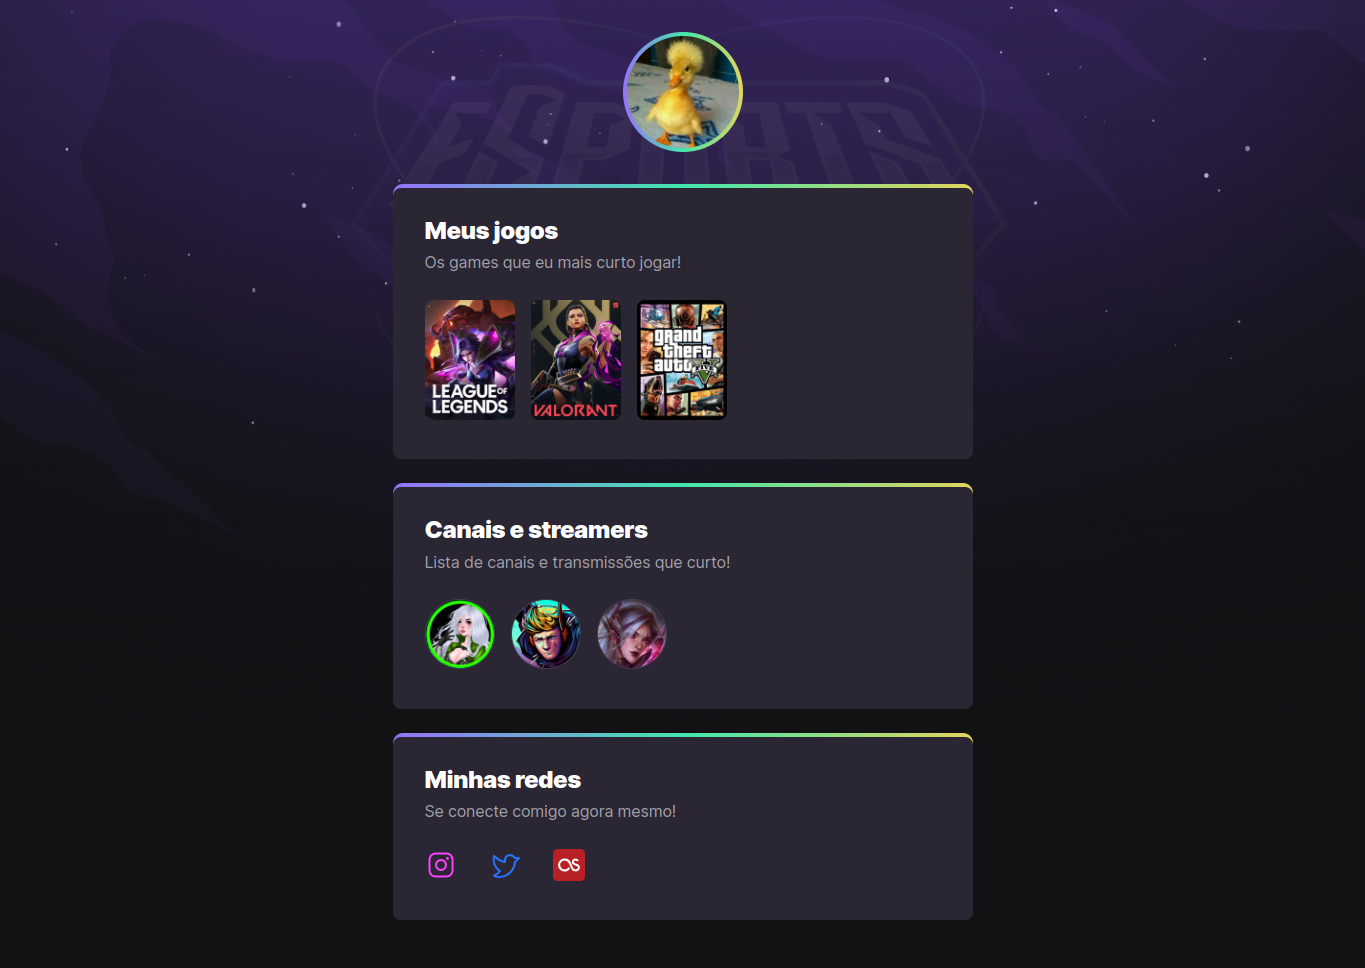 ESPORTS
Meus jogos
Os games que eu mais curto jogar!
LEAGUE OF
LEGENDS
VALORANT
grand
theft
auto
FIVE
Canais e streamers
Lista de canais e transmissões que curto!
Minhas redes
Se conecte comigo agora mesmo!